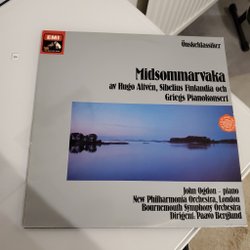 EMI
Önskeklassiker
Midsommarvaka
av Hugo Alfvén, Sibelius Finlandia och
Griegs Pianokonsert
John Ogdon - piano
New Philharmonia Orchestra, London
Bournemouth Symphony Orchestra
Dirigent: Paavo Berglund